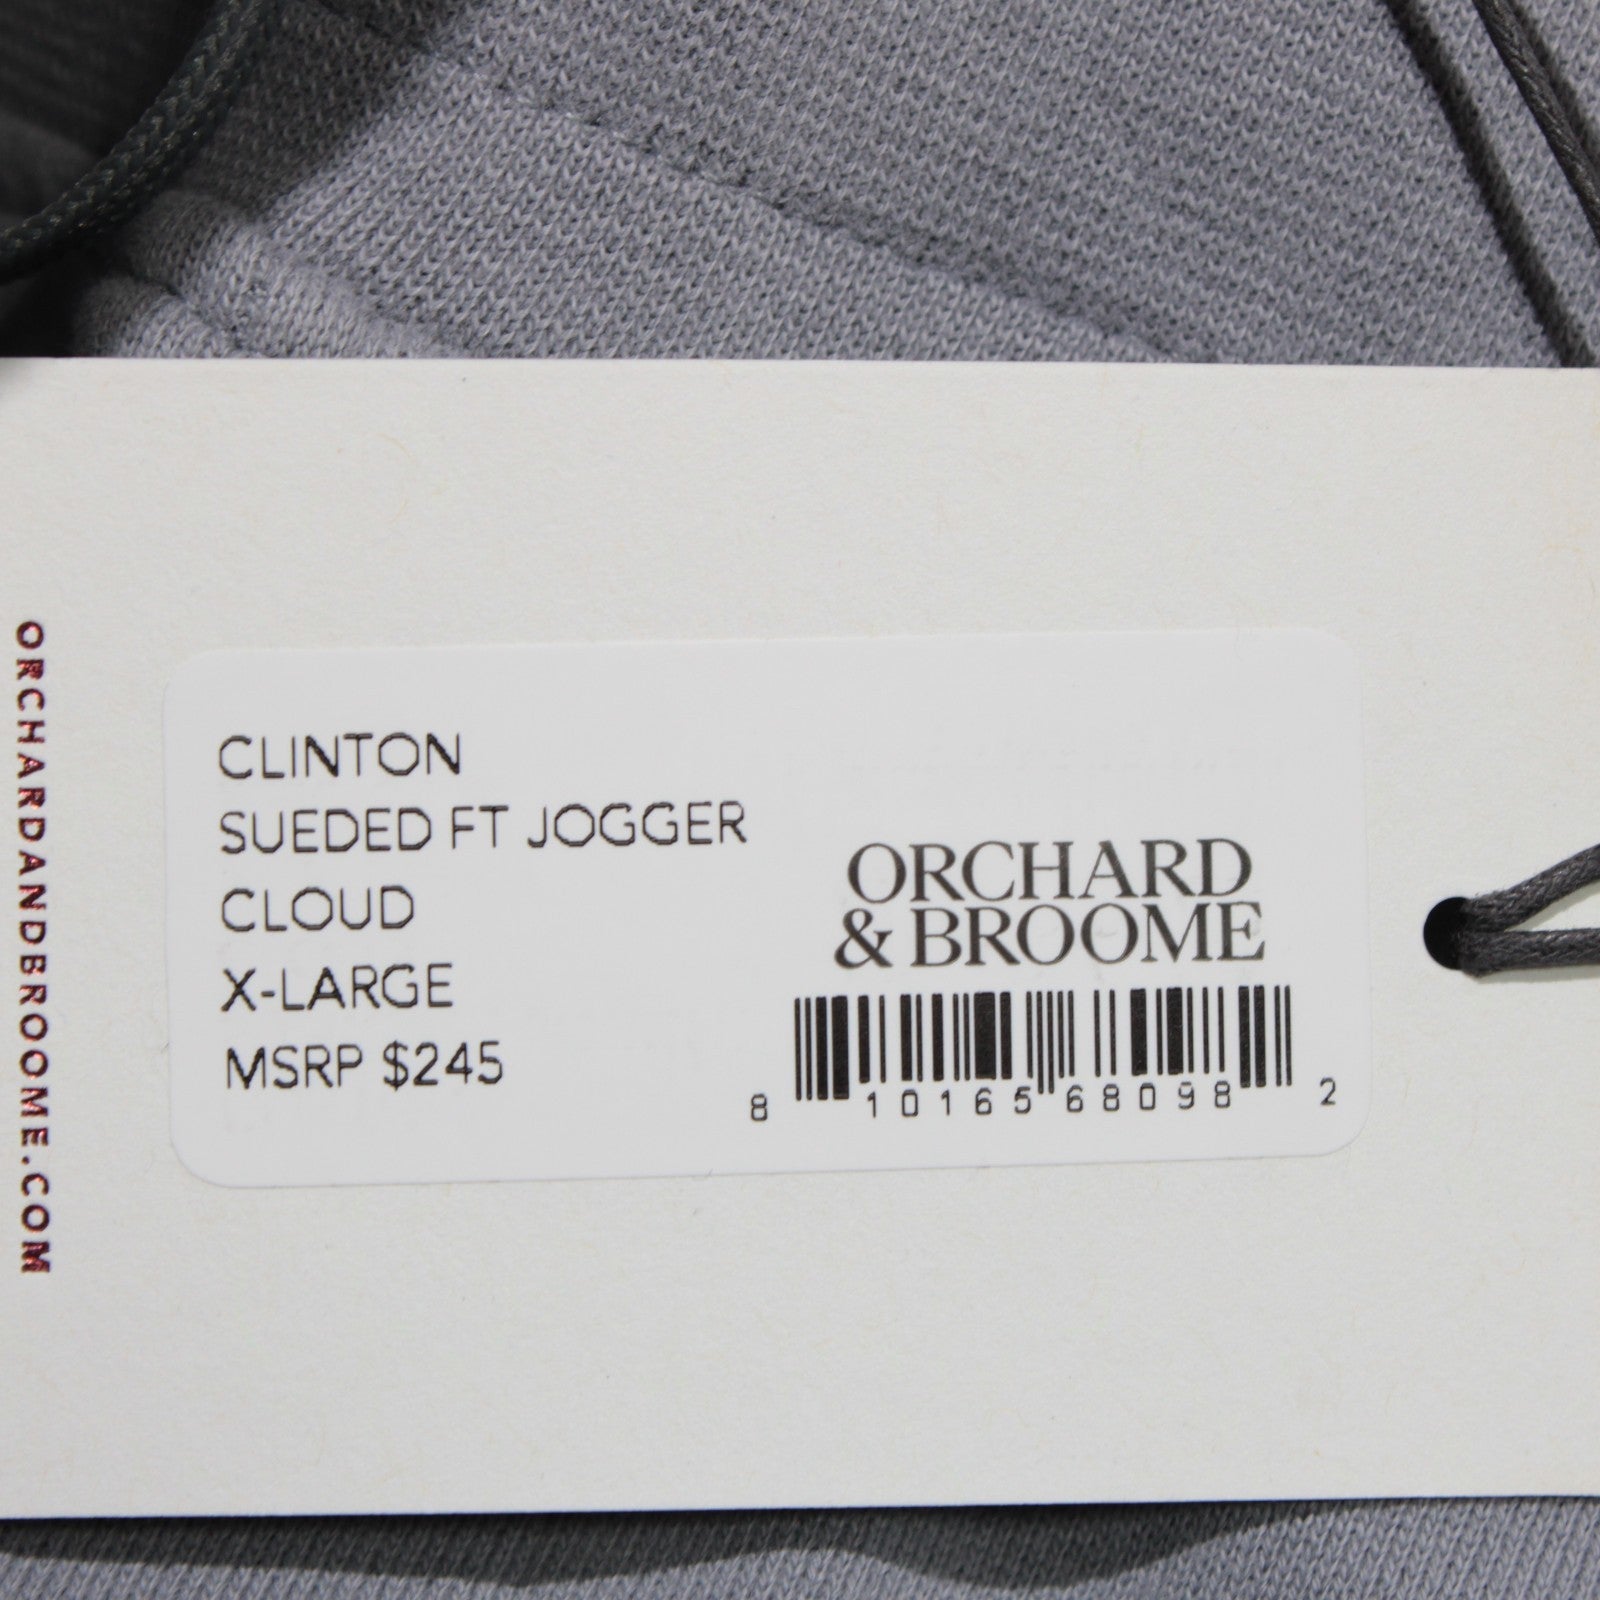 ORCHARDANDBROOME.COM
CLINTON
SUEDED FT JOGGER
CLOUD
X-LARGE
MSRP $245
ORCHARD
& BROOME
8 10165 68098 2